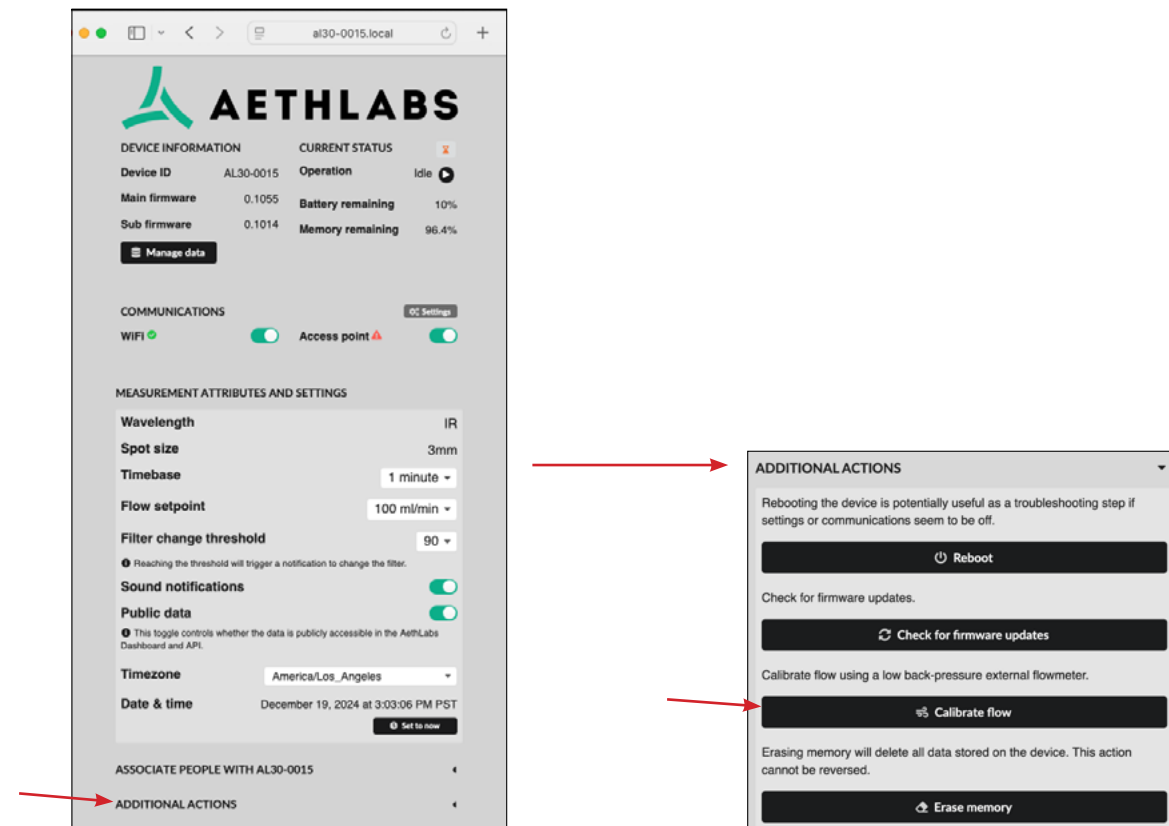 al30-0015.local
AETHLABS
DEVICE INFORMATION
Device ID AL30-0015
Main firmware 0.1055
Sub firmware 0.1014
Manage data
CURRENT STATUS
Operation Idle
Battery remaining 10%
Memory remaining 96.4%
COMMUNICATIONS
Settings
WiFi
Access point
MEASUREMENT ATTRIBUTES AND SETTINGS
Wavelength IR
Spot size 3mm
Timebase 1 minute
Flow setpoint 100 ml/min
Filter change threshold 90
Reaching the threshold will trigger a notification to change the filter.
Sound notifications
Public data
This toggle controls whether the data is publicly accessible in the AethLabs
Dashboard and API.
Timezone America/Los_Angeles
Date & time December 19, 2024 at 3:03:06 PM PST
Set to now
ASSOCIATE PEOPLE WITH AL30-0015
ADDITIONAL ACTIONS
ADDITIONAL ACTIONS
Rebooting the device is potentially useful as a troubleshooting step if
settings or communications seem to be off.
Reboot
Check for firmware updates.
Check for firmware updates
Calibrate flow using a low back-pressure external flowmeter.
Calibrate flow
Erasing memory will delete all data stored on the device. This action
cannot be reversed.
Erase memory